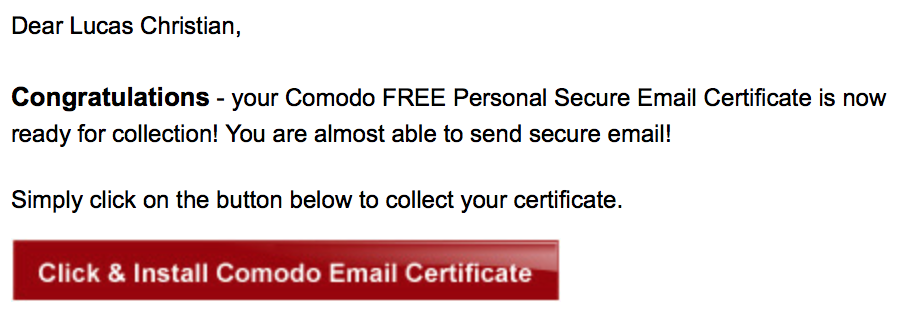 Dear Lucas Christian,
Congratulations - your Comodo FREE Personal Secure Email Certificate is now
ready for collection! You are almost able to send secure email!
Simply click on the button below to collect your certificate.
Click & Install Comodo Email Certificate